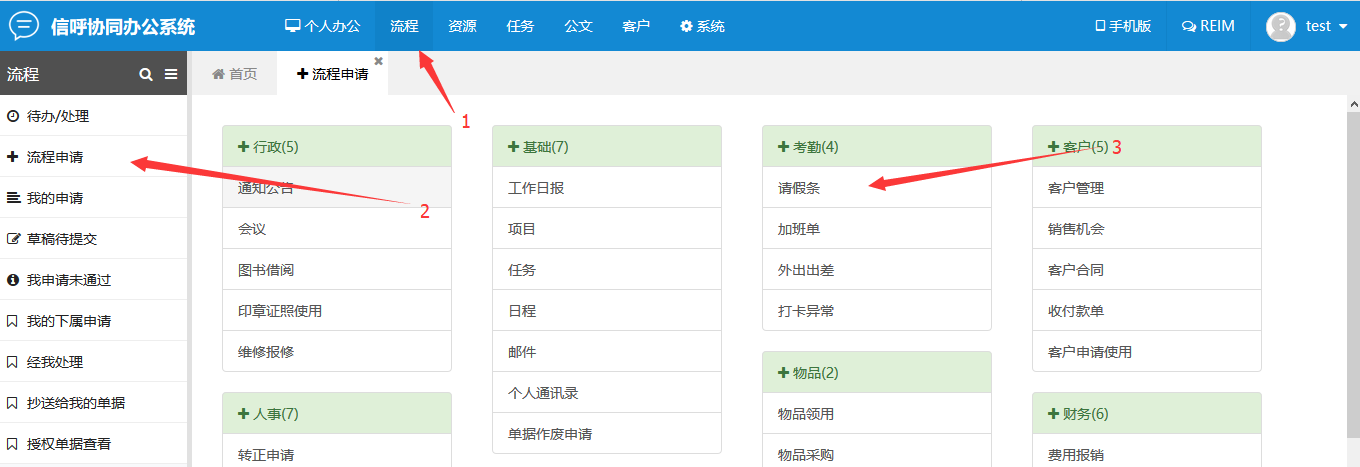 信呼协同办公系统
个人办公
流程
资源
任务
公文
客户
系统
手机版
REIM
test
流程
首页
流程申请
1
待办/处理
流程申请
我的申请
草稿待提交
我申请未通过
我的下属申请
经我处理
抄送给我的单据
授权单据查看
2
行政(5)
通知公告
会议
图书借阅
印章证照使用
维修报修
人事(7)
转正申请
基础(7)
工作日报
项目
任务
日程
邮件
个人通讯录
单据作废申请
考勤(4)
请假条
加班单
外出出差
打卡异常
物品(2)
物品领用
物品采购
客户(5)
3
客户管理
销售机会
客户合同
收付款单
客户申请使用
财务(6)
费用报销